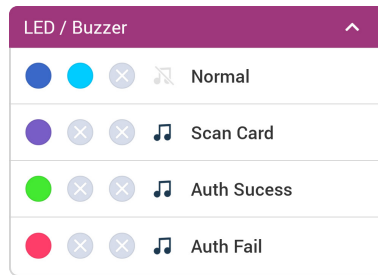 LED / Buzzer
Normal
Scan Card
Auth Sucess
Auth Fail